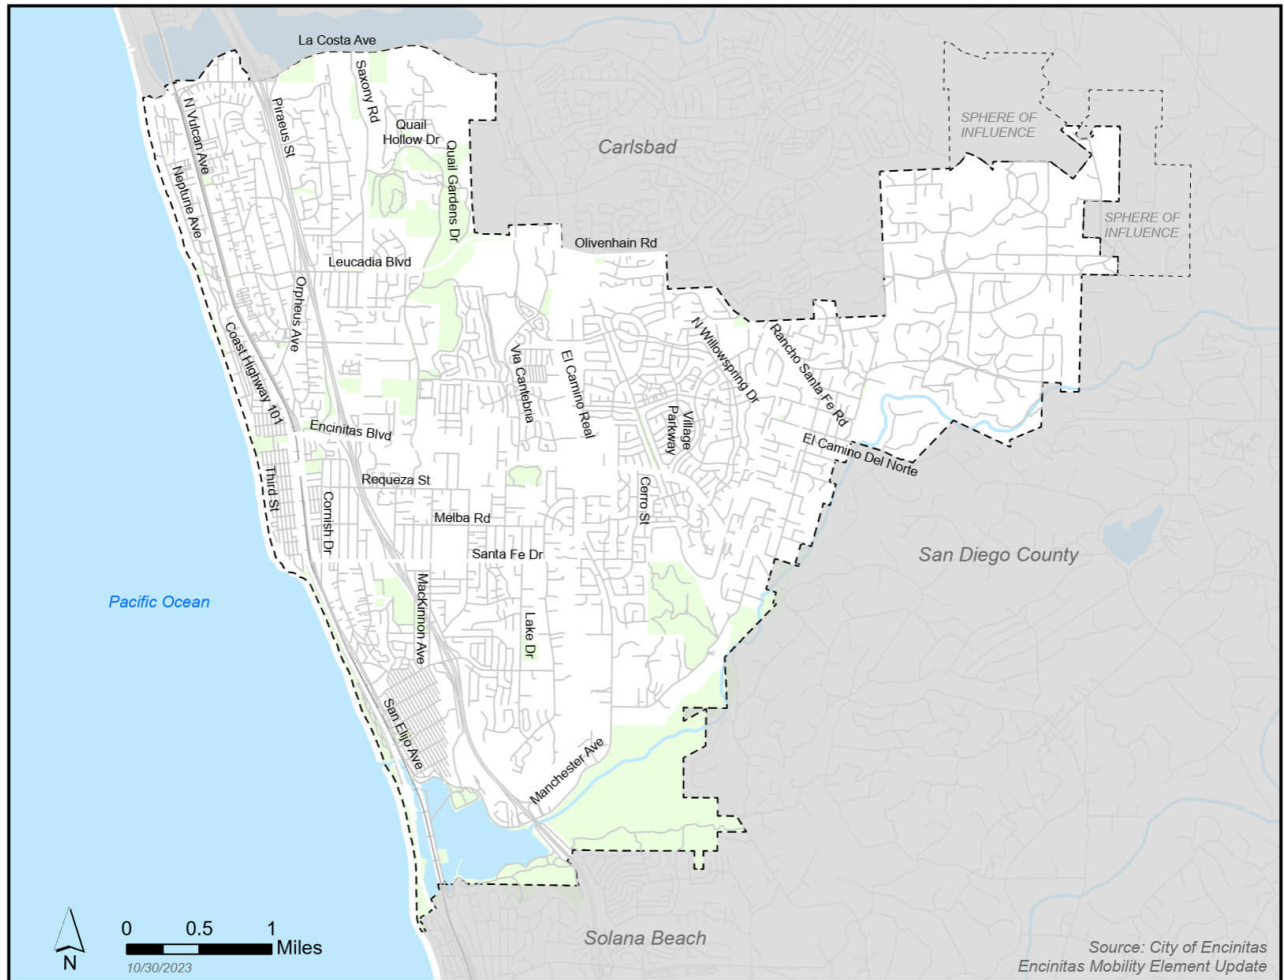 La Costa Ave
Saxony Rd
Piraeus St
N Vulcan Ave
Quail
Hollow Dr
Quail Gardens Dr
Neptune Ave
Carlsbad
SPHERE OF
INFLUENCE
SPHERE OF
INFLUENCE
Olivenhain Rd
Leucadia Blvd
Orpheus Ave
Coast Highway 101
Via Cantebria
El Camino Real
N Willowspring Dr
Rancho Santa Fe Rd
Village
Parkway
Encinitas Blvd
El Camino Del Norte
Third St
Requeza St
Cornish Dr
Cerro St
Melba Rd
Santa Fe Dr
San Diego County
Pacific Ocean
MacKinnon Ave
Lake Dr
San Elijo Ave
Manchester Ave
Solana Beach
N
0 0.5 1
Miles
10/30/2023
Source: City of Encinitas
Encinitas Mobility Element Update